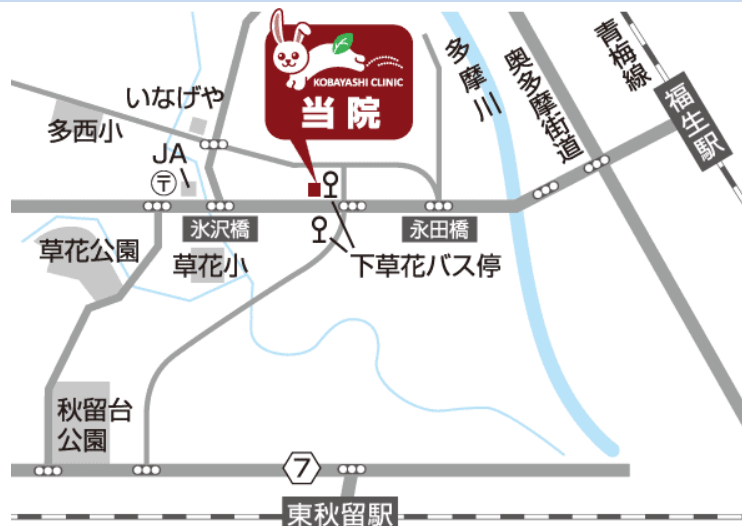 KOBAYASHI CLINIC
当院
いなげや
多西小
JA
〒
氷沢橋
永田橋
多摩川
奥多摩街道
青梅線
福生駅
草花公園
草花小
下草花バス停
秋留台
公園
7
東秋留駅